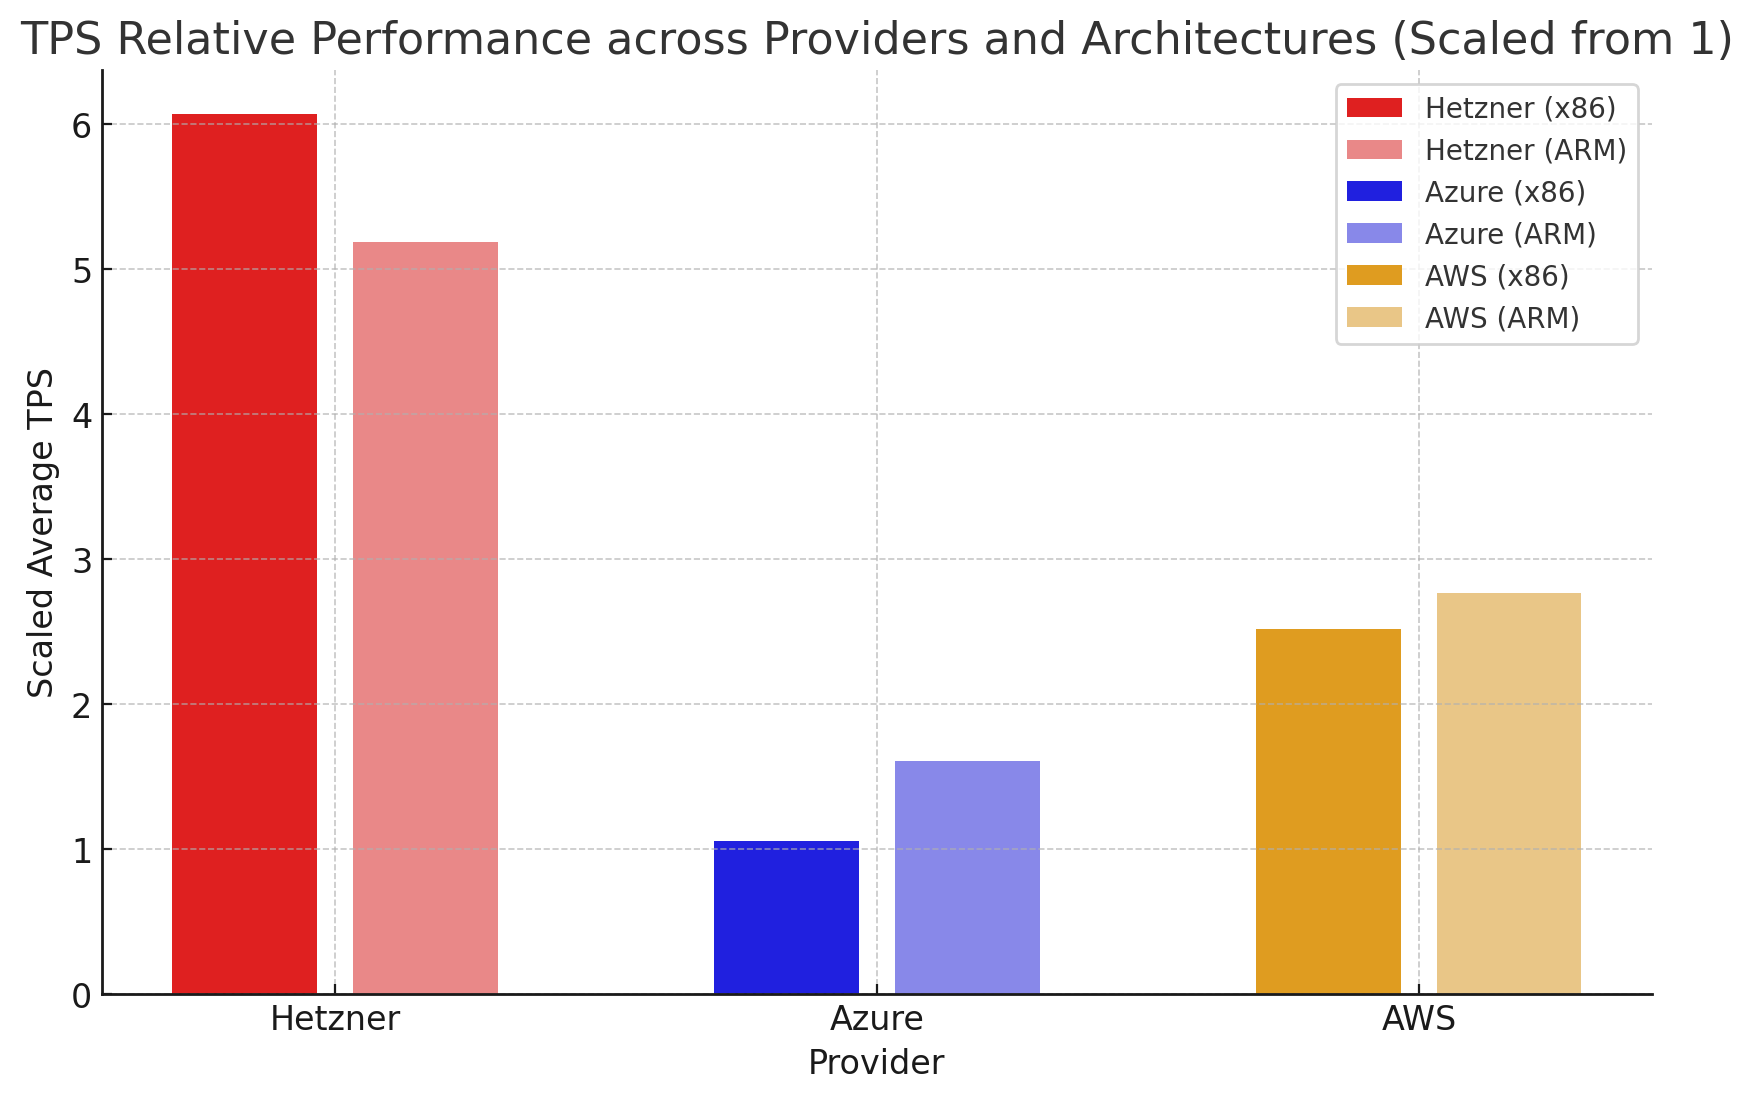 TPS Relative Performance across Providers and Architectures (Scaled from 1)
Hetzner (x86)
Hetzner (ARM)
Azure (x86)
Azure (ARM)
AWS (x86)
AWS (ARM)
Scaled Average TPS
6
5
4
3
2
1
0
Hetzner
Azure
AWS
Provider